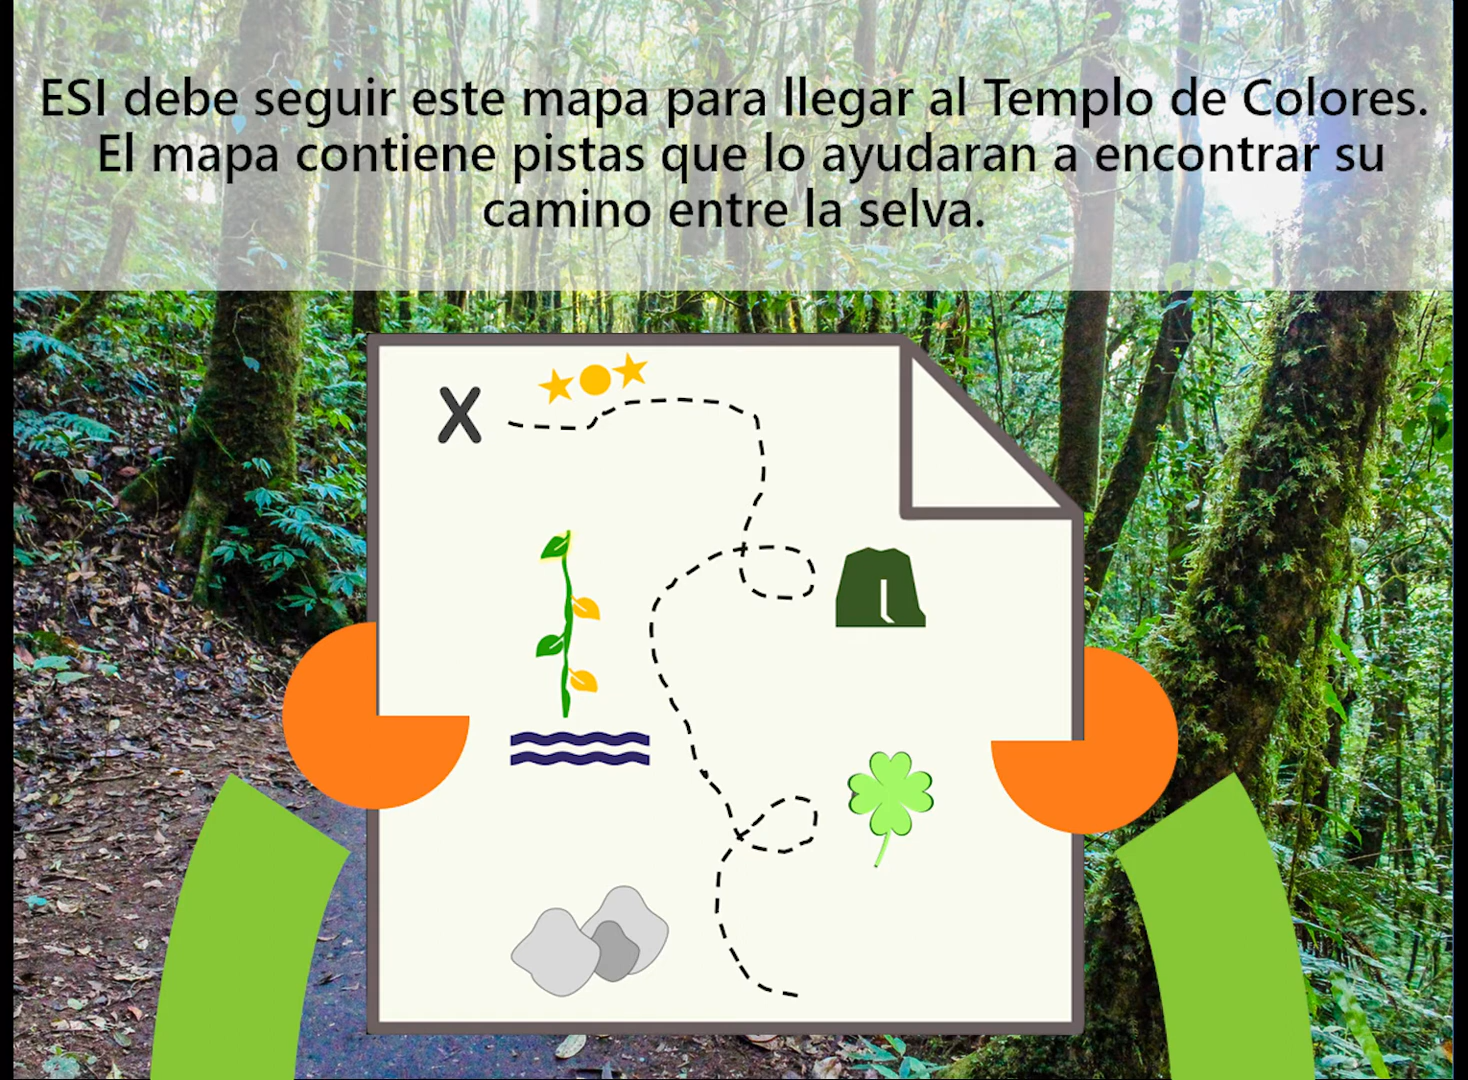 ESI debe seguir este mapa para llegar al Templo de Colores.
El mapa contiene pistas que lo ayudaran a encontrar su
camino entre la selva.
X